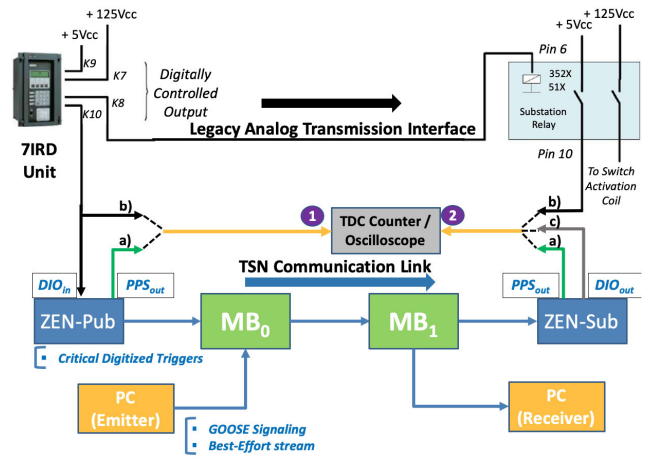 + 125Vcc
+ 5Vcc
K9
K7
K8
K10
Digitally
Controlled
Output
7IRD
Unit
Legacy Analog Transmission Interface
+ 5Vcc
+ 125Vcc
Pin 6
352X
51X
Substation
Relay
Pin 10
To Switch
Activation
Coil
b)
a)
1
TDC Counter /
Oscilloscope
2
b)
c)
a)
TSN Communication Link
DIOin
PPSout
PPSout
DIOout
ZEN-Pub
MB0
MB1
ZEN-Sub
Critical Digitized Triggers
PC
(Emitter)
GOOSE Signaling
Best-Effort stream
PC
(Receiver)